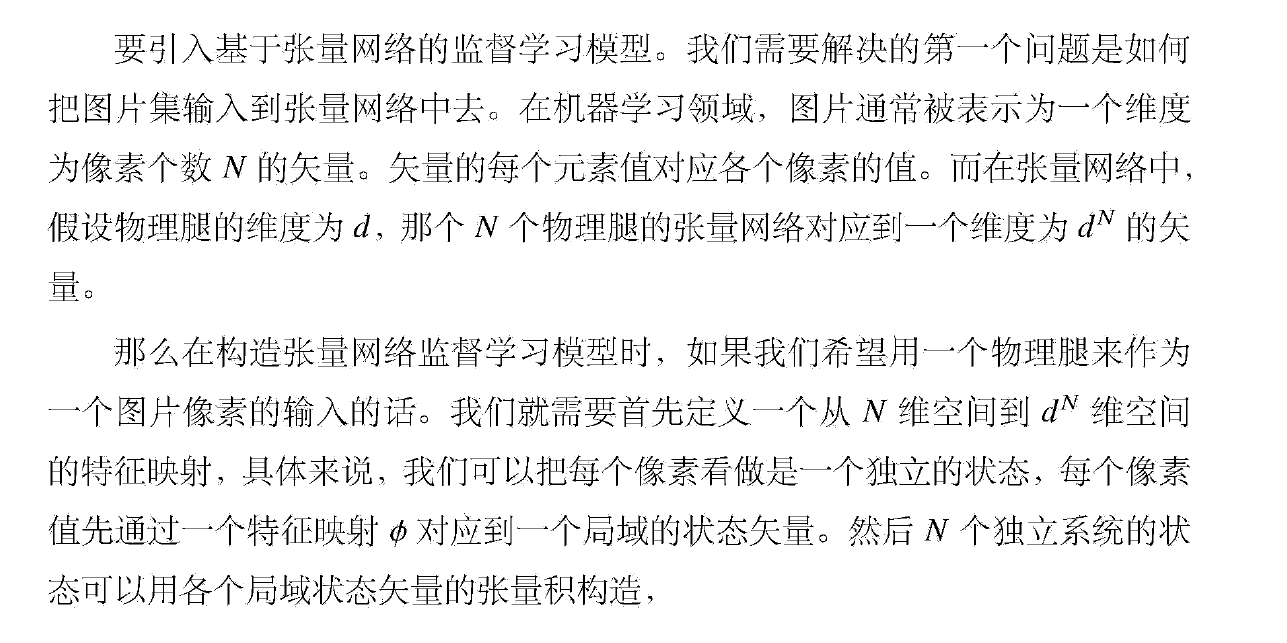 要引入基于张量网络的监督学习模型。我们需要解决的第一个问题是如何
把图片集输入到张量网络中去。在机器学习领域，图片通常被表示为一个维度
为像素个数 N 的矢量。矢量的每个元素值对应各个像素的值。而在张量网络中，
假设物理腿的维度为 d，那个 N 个物理腿的张量网络对应到一个维度为 d^N 的矢
量。
那么在构造张量网络监督学习模型时，如果我们希望用一个物理腿来作为
一个图片像素的输入的话。我们就需要首先定义一个从 N 维空间到 d^N 维空间
的特征映射，具体来说，我们可以把每个像素看做是一个独立的状态，每个像素
值先通过一个特征映射 ϕ 对应到一个局域的状态矢量。然后 N 个独立系统的状
态可以用各个局域状态矢量的张量积构造，